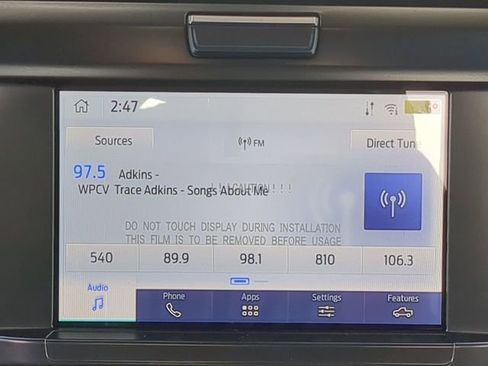 2:47
Sources
FM
Direct Tune
97.5 Adkins -
WPCV Trace Adkins - Songs About Me
!!!CAUTION!!!
DO NOT TOUCH DISPLAY DURING INSTALLATION
THIS FILM IS TO BE REMOVED BEFORE USAGE
540 89.9 98.1 810 106.3
Audio Phone Apps Settings Features